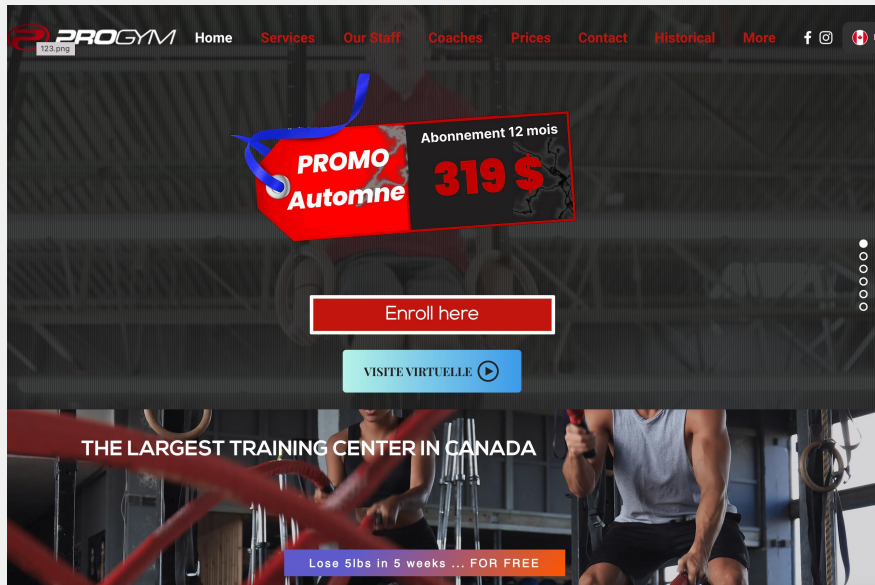 PROGYM
123.png
Home
Services
Our Staff
Coaches
Prices
Contact
Historical
More
PROMO
Automne
Abonnement 12 mois
319 $
Enroll here
VISITE VIRTUELLE
THE LARGEST TRAINING CENTER IN CANADA
Lose 5lbs in 5 weeks ... FOR FREE